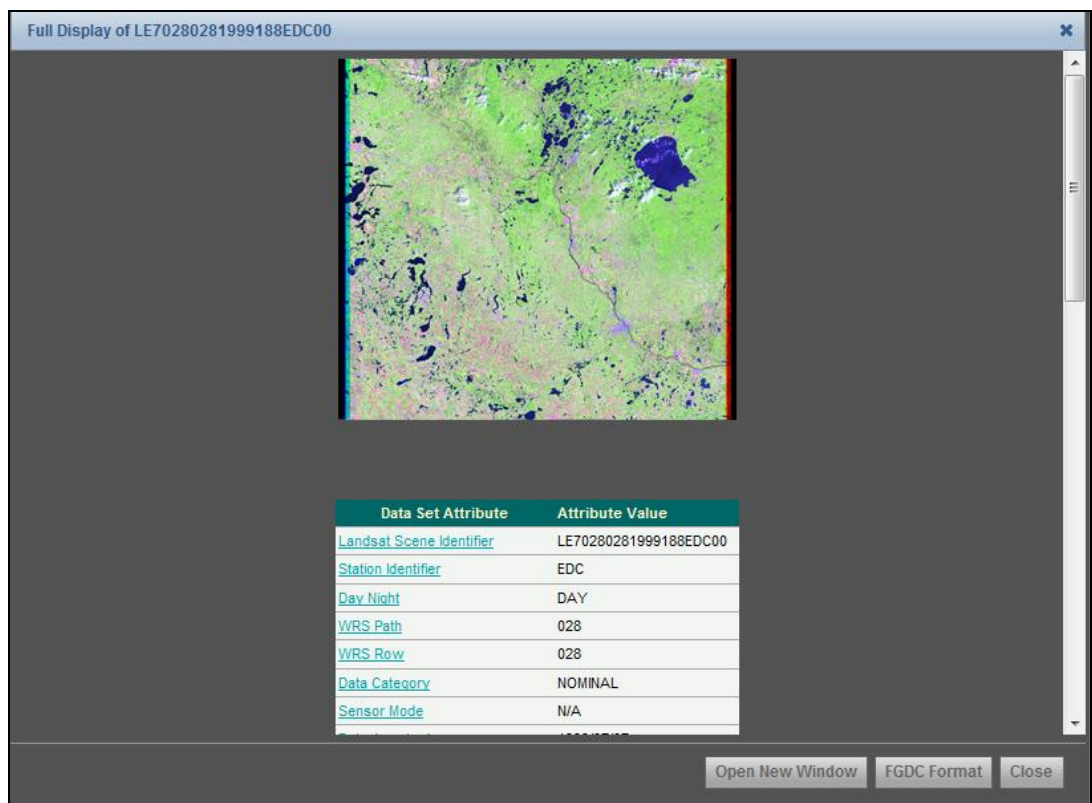 Full Display of LE70280281999188EDC00
Data Set Attribute Attribute Value
Landsat Scene Identifier LE70280281999188EDC00
Station Identifier EDC
Day Night DAY
WRS Path 028
WRS Row 028
Data Category NOMINAL
Sensor Mode N/A
Open New Window FGDC Format Close